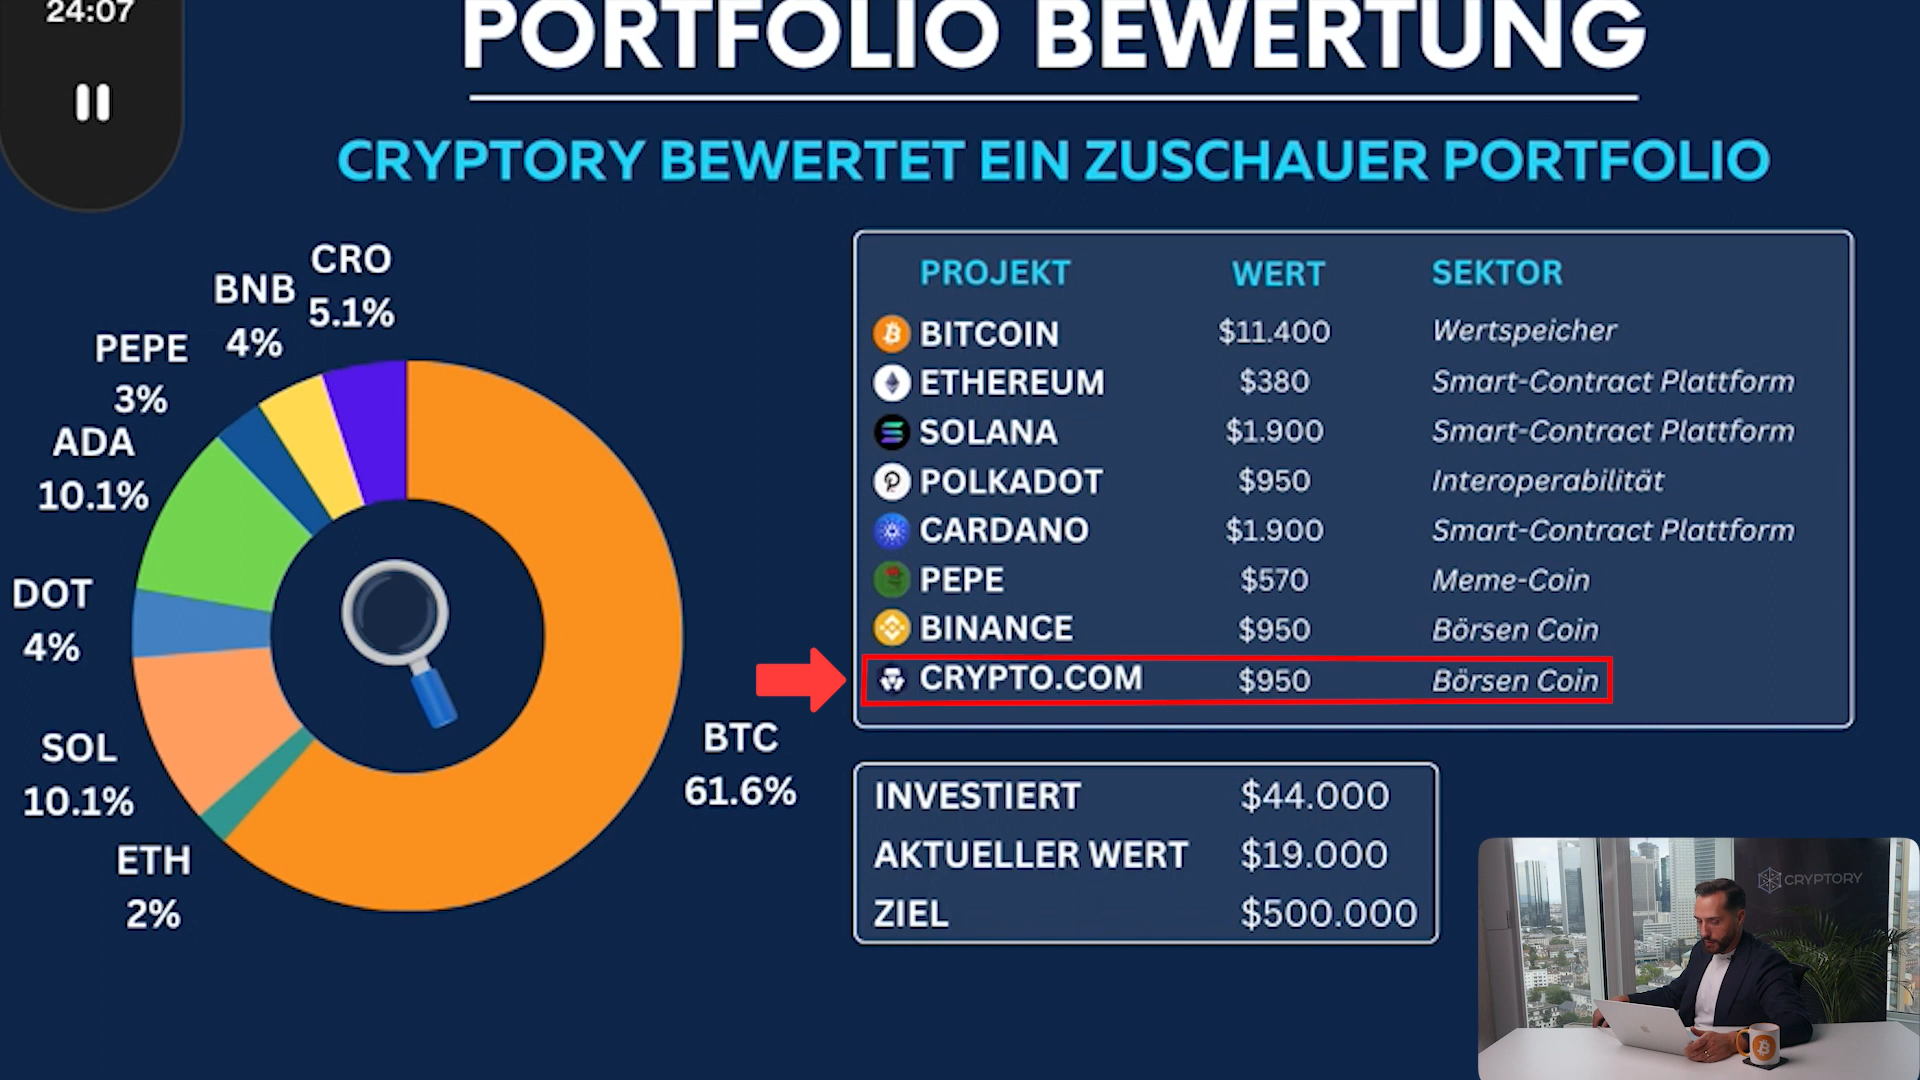 24:07
PORTFOLIO BEWERTUNG
CRYPTORY BEWERTET EIN ZUSCHAUER PORTFOLIO
CRO
5.1%
BNB
4%
PEPE
3%
ADA
10.1%
DOT
4%
SOL
10.1%
ETH
2%
BTC
61.6%
PROJEKT WERT SEKTOR
BITCOIN $11.400 Wertspeicher
ETHEREUM $380 Smart-Contract Plattform
SOLANA $1.900 Smart-Contract Plattform
POLKADOT $950 Interoperabilität
CARDANO $1.900 Smart-Contract Plattform
PEPE $570 Meme-Coin
BINANCE $950 Börsen Coin
CRYPTO.COM $950 Börsen Coin
INVESTIERT $44.000
AKTUELLER WERT $19.000
ZIEL $500.000
CRYPTORY